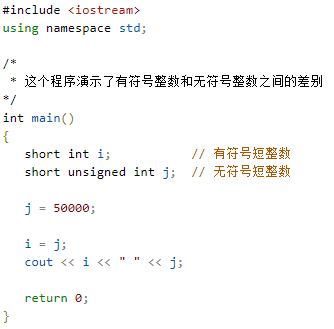 #include <iostream>
using namespace std;
/*
 * 这个程序演示了有符号整数和无符号整数之间的差别
*/
int main()
{
   short int i;           // 有符号短整数
   short unsigned int j;  // 无符号短整数
   j = 50000;
   i = j;
   cout << i << " " << j;
   return 0;
}